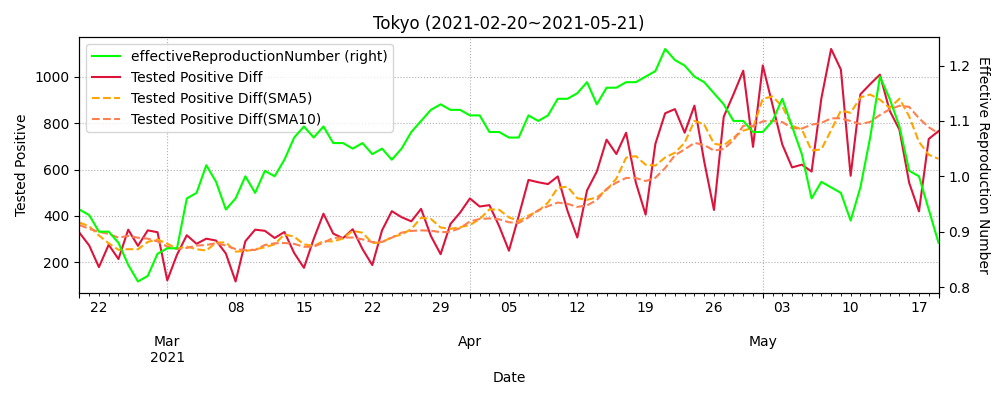 Tokyo (2021-02-20~2021-05-21)
effectiveReproductionNumber (right)
Tested Positive Diff
Tested Positive Diff(SMA5)
Tested Positive Diff(SMA10)
Tested Positive
1000
800
600
400
200
Effective Reproduction Number
1.2
1.1
1.0
0.9
0.8
22 08 15 22 29 05 12 19 26 03 10 17
Mar Apr May
2021
Date